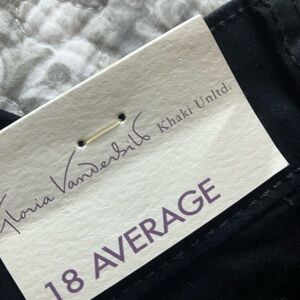 Gloria Vanderbilt Khaki Unltd.
18 AVERAGE